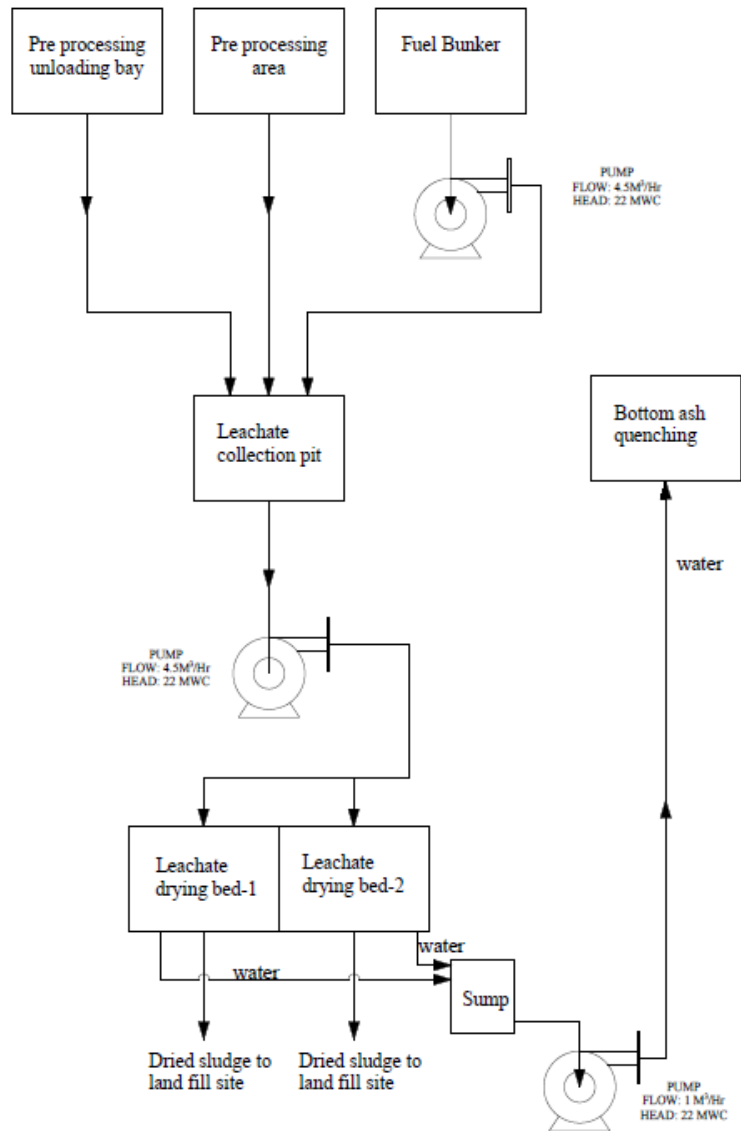 Pre processing
unloading bay
Pre processing
area
Fuel Bunker
PUMP
FLOW: 4.5M³/Hr
HEAD: 22 MWC
Leachate
collection pit
Bottom ash
quenching
water
PUMP
FLOW: 4.5M³/Hr
HEAD: 22 MWC
Leachate
drying bed-1
Leachate
drying bed-2
water
water
Sump
Dried sludge to
land fill site
Dried sludge to
land fill site
PUMP
FLOW: 1 M³/Hr
HEAD: 22 MWC